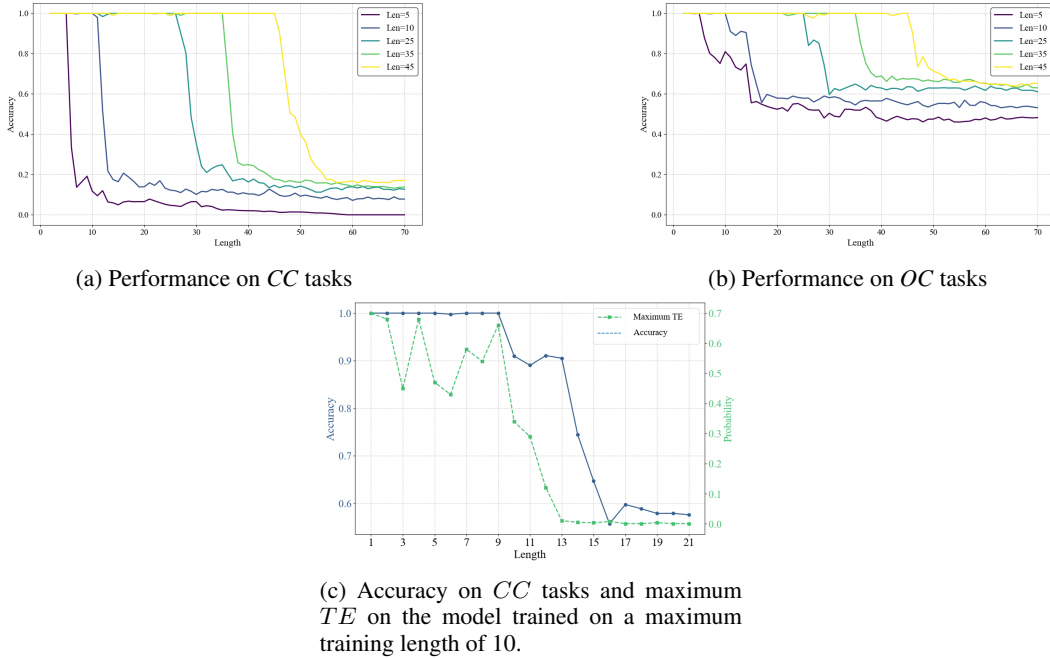 1.0
0.8
0.6
0.4
0.2
0.0
Accuracy
0 10 20 30 40 50 60 70
Length
Len=5
Len=10
Len=25
Len=35
Len=45
(a) Performance on CC tasks
1.0
0.8
0.6
0.4
0.2
0.0
Accuracy
0 10 20 30 40 50 60 70
Length
Len=5
Len=10
Len=25
Len=35
Len=45
(b) Performance on OC tasks
1.0
0.9
0.8
0.7
0.6
Accuracy
1 3 5 7 9 11 13 15 17 19 21
Length
Maximum TE
Accuracy
0.7
0.6
0.5
0.4
0.3
0.2
0.1
0.0
Probability
(c) Accuracy on CC tasks and maximum
TE on the model trained on a maximum
training length of 10.